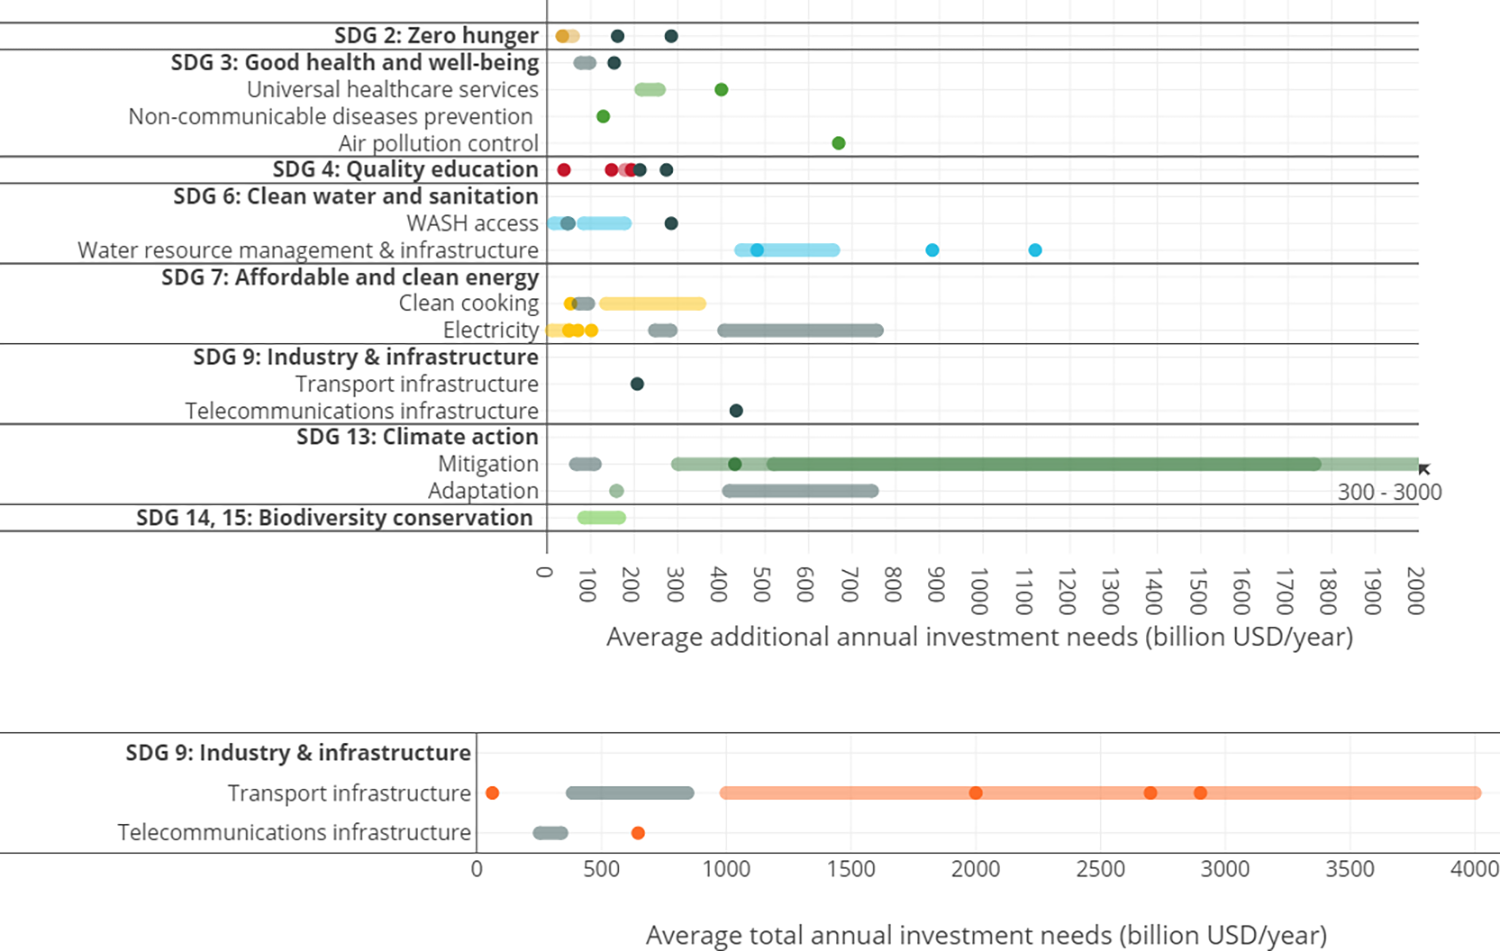 SDG 2: Zero hunger
SDG 3: Good health and well-being
Universal healthcare services
Non-communicable diseases prevention
Air pollution control
SDG 4: Quality education
SDG 6: Clean water and sanitation
WASH access
Water resource management & infrastructure
SDG 7: Affordable and clean energy
Clean cooking
Electricity
SDG 9: Industry & infrastructure
Transport infrastructure
Telecommunications infrastructure
SDG 13: Climate action
Mitigation
Adaptation
300 - 3000
SDG 14, 15: Biodiversity conservation
0 100 200 300 400 500 600 700 800 900 1000 1100 1200 1300 1400 1500 1600 1700 1800 1900 2000
Average additional annual investment needs (billion USD/year)
SDG 9: Industry & infrastructure
Transport infrastructure
Telecommunications infrastructure
0 500 1000 1500 2000 2500 3000 3500 4000
Average total annual investment needs (billion USD/year)